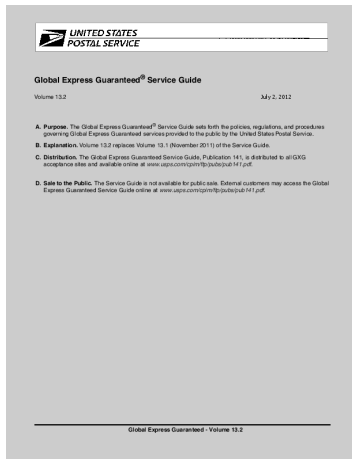 UNITED STATES
POSTAL SERVICE
Global Express Guaranteed® Service Guide
Volume 13.2 July 2, 2012
A. Purpose. The Global Express Guaranteed® Service Guide sets forth the policies, regulations, and procedures
governing Global Express Guaranteed services provided to the public by the United States Postal Service.
B. Explanation. Volume 13.2 replaces Volume 13.1 (November 2011) of the Service Guide.
C. Distribution. The Global Express Guaranteed Service Guide, Publication 141, is distributed to all GXG
acceptance sites and available online at www.usps.com/cpim/ftp/pubs/pub141.pdf.
D. Sale to the Public. The Service Guide is not available for public sale, External customers may access the Global
Express Guaranteed Service Guide online at www.usps.com/cpim/ftp/pubs/pub141.pdf.
Global Express Guaranteed - Volume 13.2